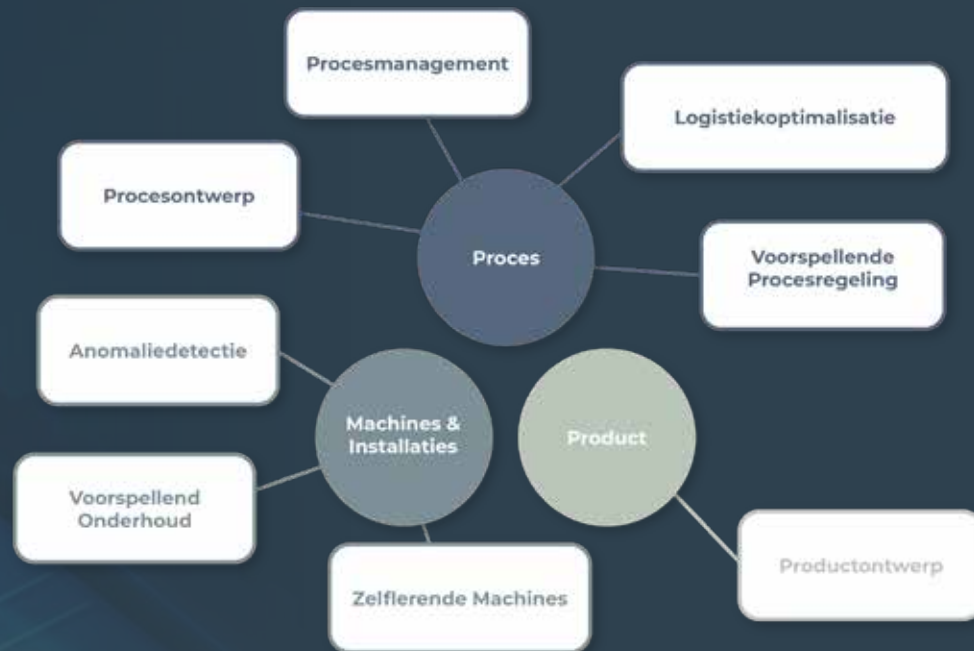 Procesmanagement
Logistiekoptimalisatie
Procesontwerp
Proces
Voorspellende
Procesregeling
Anomaliedetectie
Machines &
Installaties
Product
Voorspellend
Onderhoud
Productontwerp
Zelflerende Machines